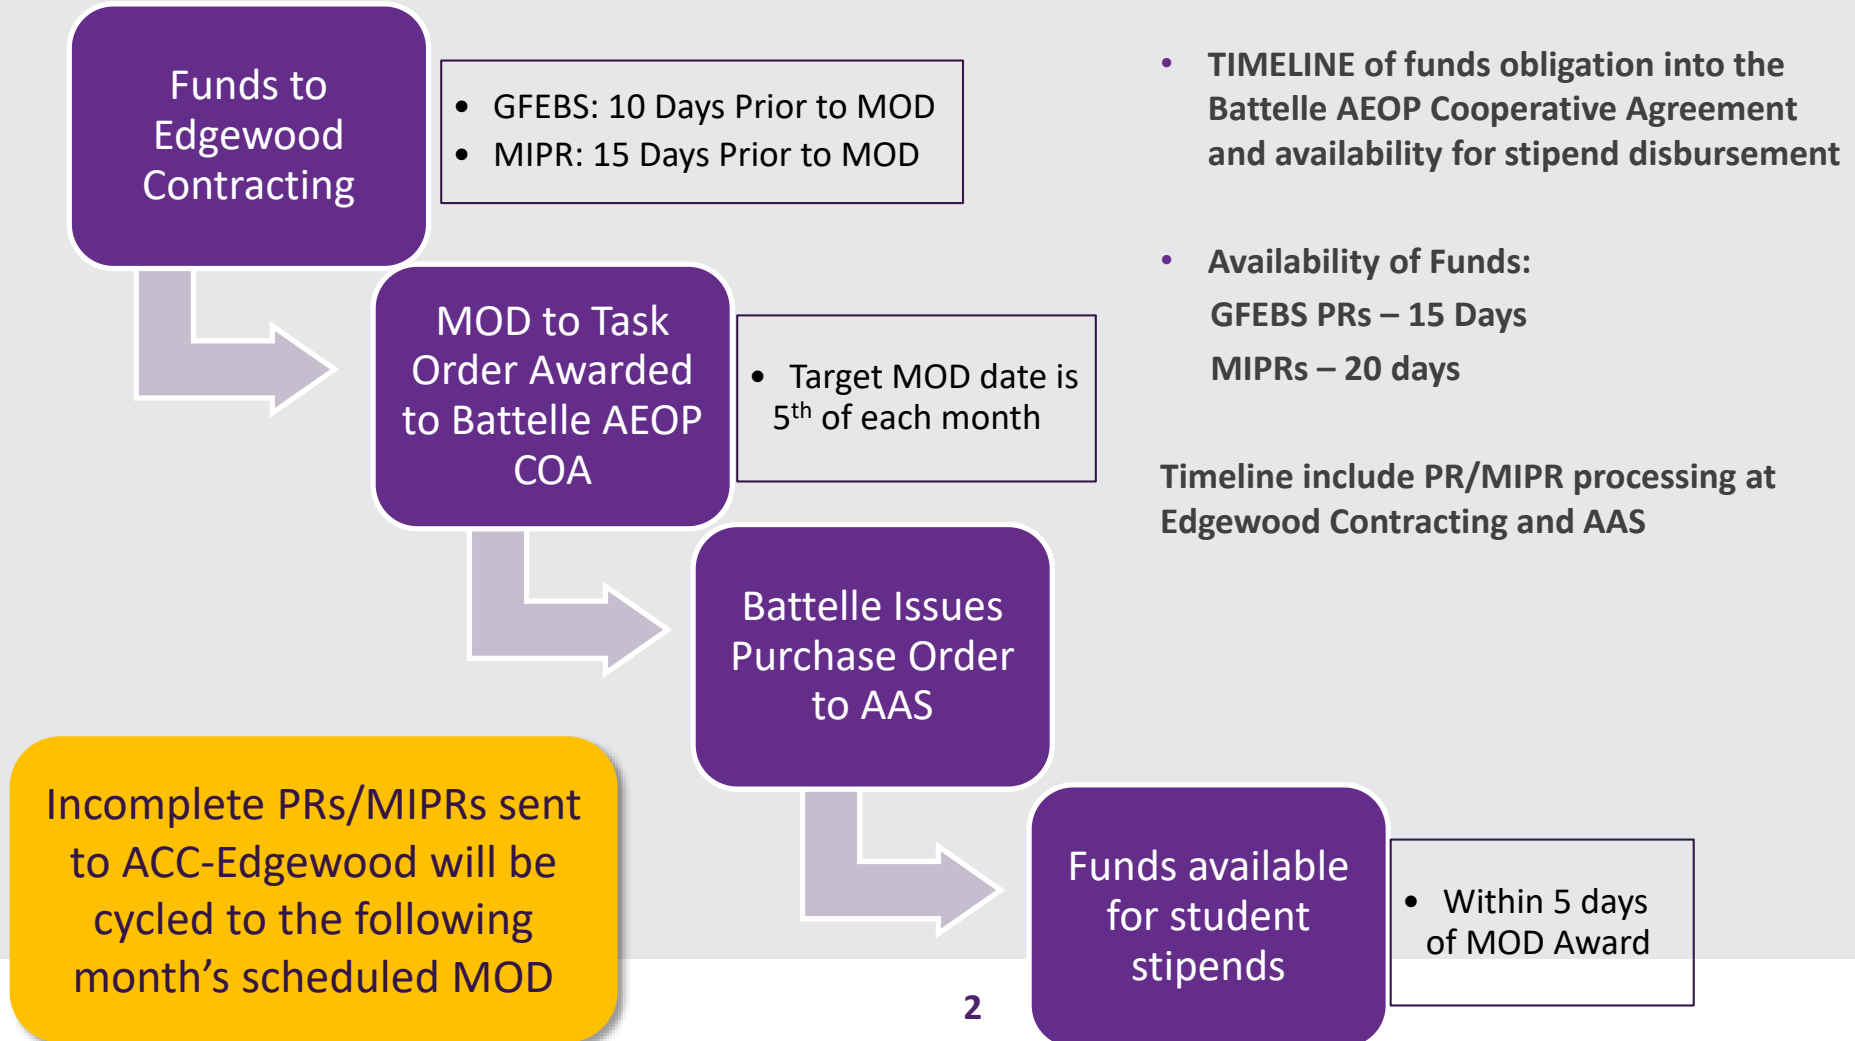 Funds to
Edgewood
Contracting
• GFEBS: 10 Days Prior to MOD
• MIPR: 15 Days Prior to MOD
MOD to Task
Order Awarded
to Battelle AEOP
COA
• Target MOD date is
5th of each month
Battelle Issues
Purchase Order
to AAS
Funds available
for student
stipends
• Within 5 days
of MOD Award
• TIMELINE of funds obligation into the
Battelle AEOP Cooperative Agreement
and availability for stipend disbursement
• Availability of Funds:
GFEBS PRs – 15 Days
MIPRs – 20 days
Timeline include PR/MIPR processing at
Edgewood Contracting and AAS
Incomplete PRs/MIPRs sent
to ACC-Edgewood will be
cycled to the following
month’s scheduled MOD
2